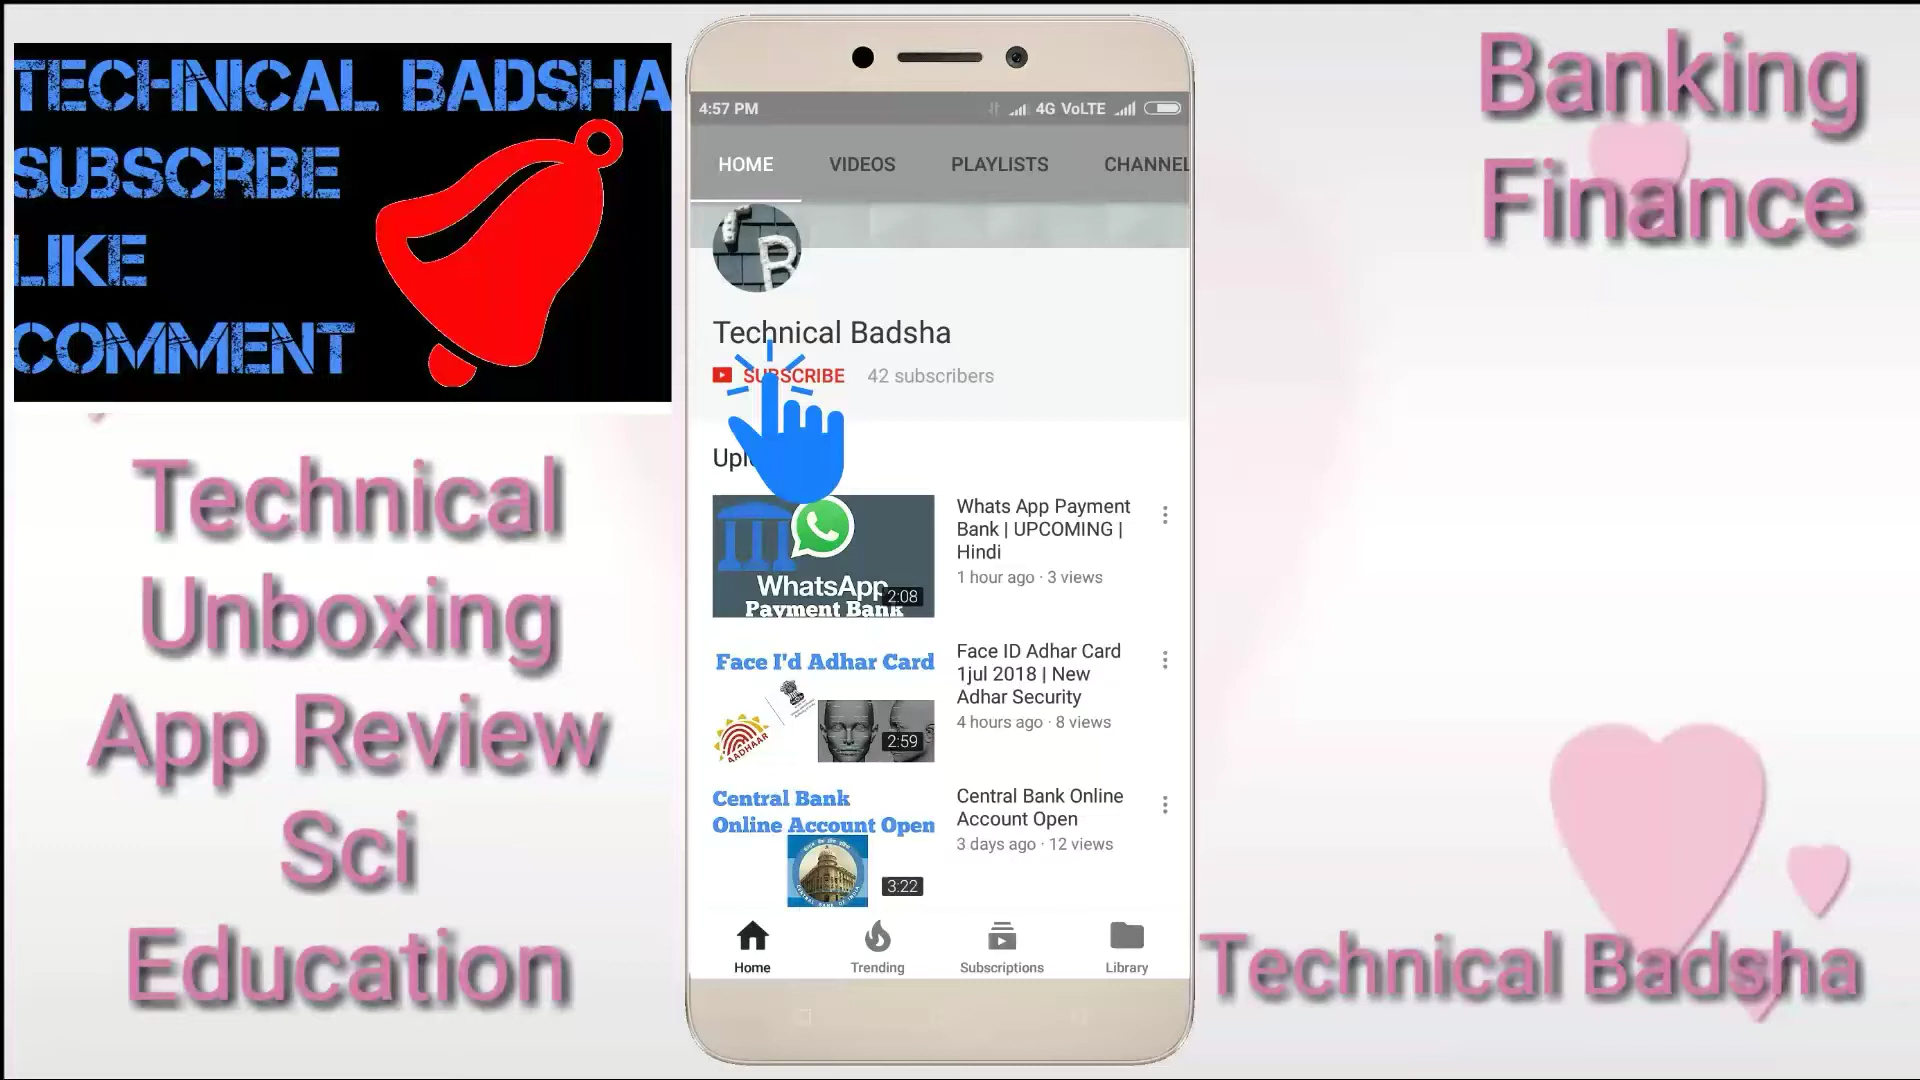 TECHNICAL BADSHA
SUBSCRBE
LIKE
COMMENT
Technical
Unboxing
App Review
Sci
Education
4:57 PM
4G VoLTE
HOME
VIDEOS
PLAYLISTS
CHANNEL
Technical Badsha
SUBSCRIBE
42 subscribers
Upl
WhatsApp
Payment Bank
2:08
Whats App Payment
Bank | UPCOMING |
Hindi
1 hour ago · 3 views
Face I'd Adhar Card
AADHAAR
2:59
Face ID Adhar Card
1jul 2018 | New
Adhar Security
4 hours ago · 8 views
Central Bank
Online Account Open
3:22
Central Bank Online
Account Open
3 days ago · 12 views
Home
Trending
Subscriptions
Library
Banking
Finance
Technical Badsha